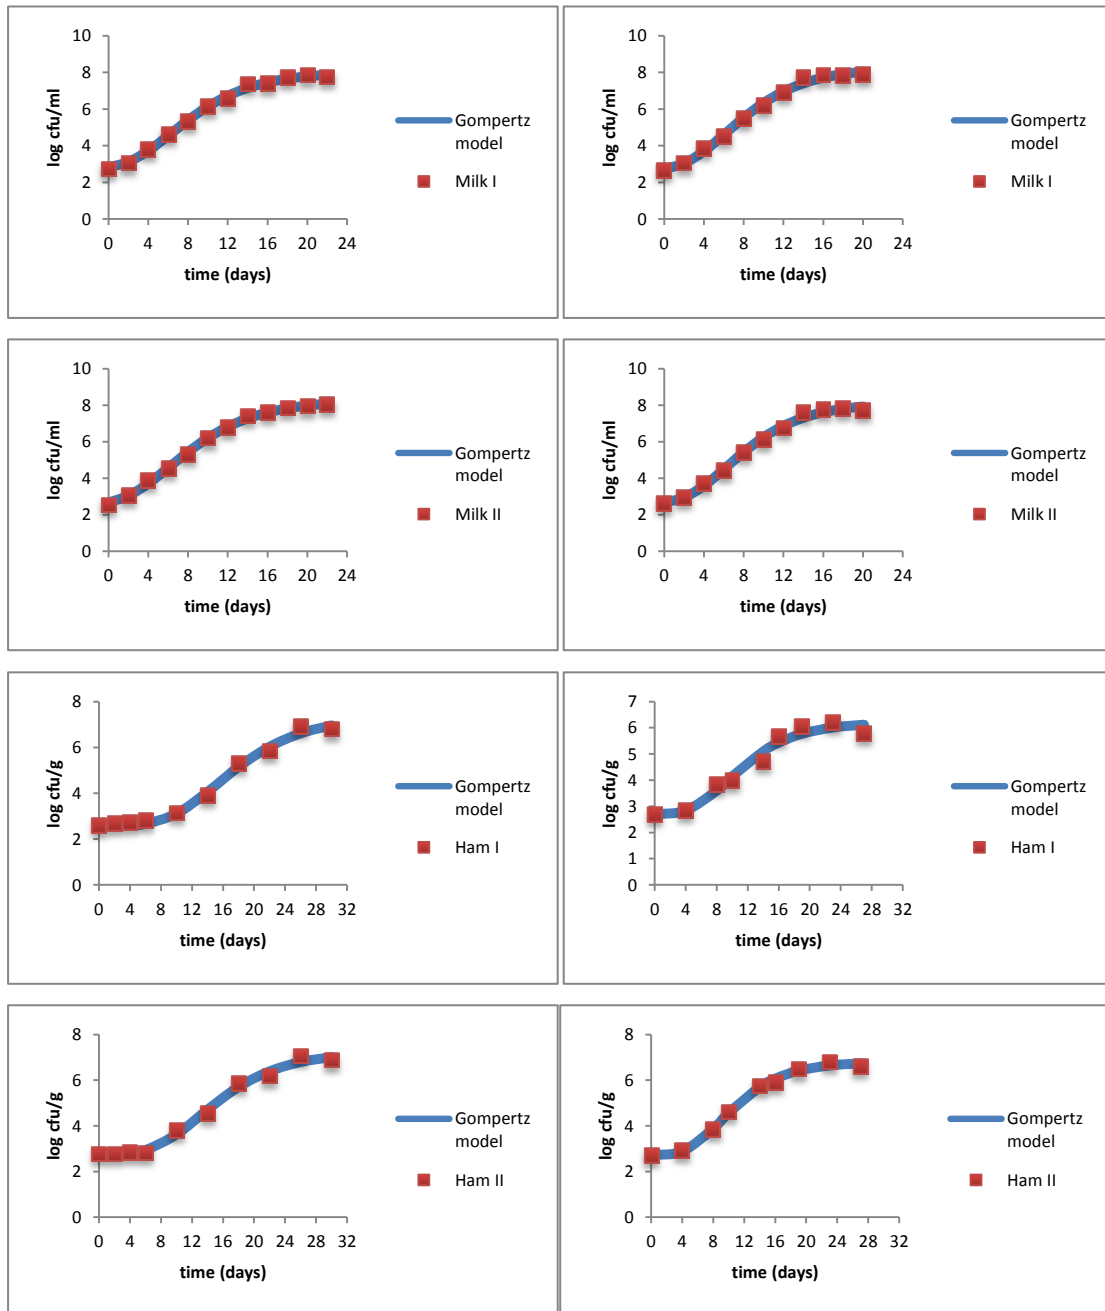 10
8
6
4
2
0
log cfu/ml
0 4 8 12 16 20 24
time (days)
Gompertz
model
Milk I
10
8
6
4
2
0
log cfu/ml
0 4 8 12 16 20 24
time (days)
Gompertz
model
Milk I
10
8
6
4
2
0
log cfu/ml
0 4 8 12 16 20 24
time (days)
Gompertz
model
Milk II
10
8
6
4
2
0
log cfu/ml
0 4 8 12 16 20 24
time (days)
Gompertz
model
Milk II
8
6
4
2
0
log cfu/g
0 4 8 12 16 20 24 28 32
time (days)
Gompertz
model
Ham I
7
6
5
4
3
2
1
0
log cfu/g
0 4 8 12 16 20 24 28 32
time (days)
Gompertz
model
Ham I
8
6
4
2
0
log cfu/g
0 4 8 12 16 20 24 28 32
time (days)
Gompertz
model
Ham II
8
6
4
2
0
log cfu/g
0 4 8 12 16 20 24 28 32
time (days)
Gompertz
model
Ham II